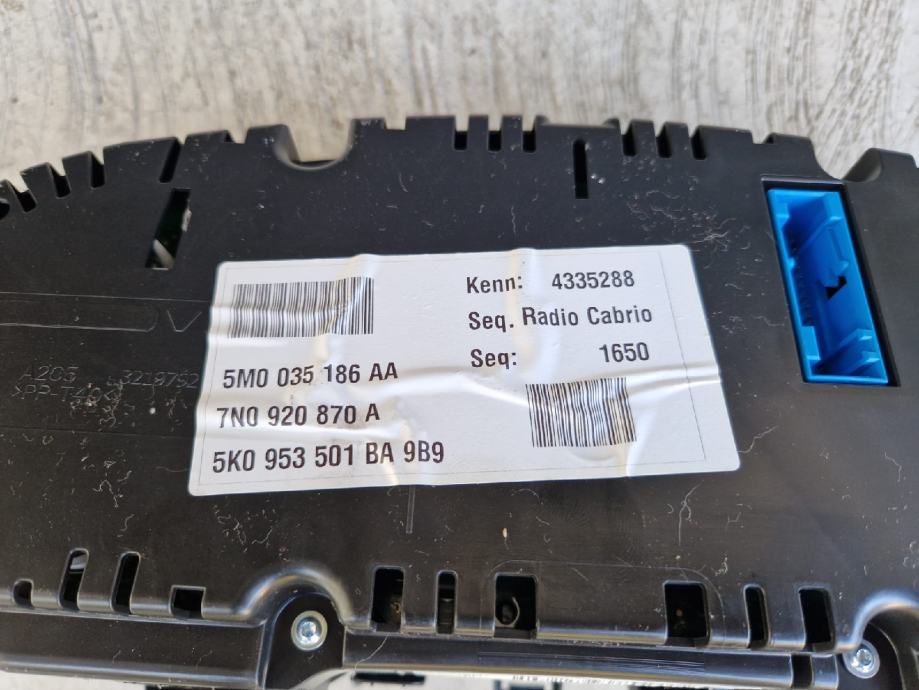 Kenn: 4335288
Seq. Radio Cabrio
Seq: 1650
5M0 035 186 AA
7N0 920 870 A
5K0 953 501 BA 9B9